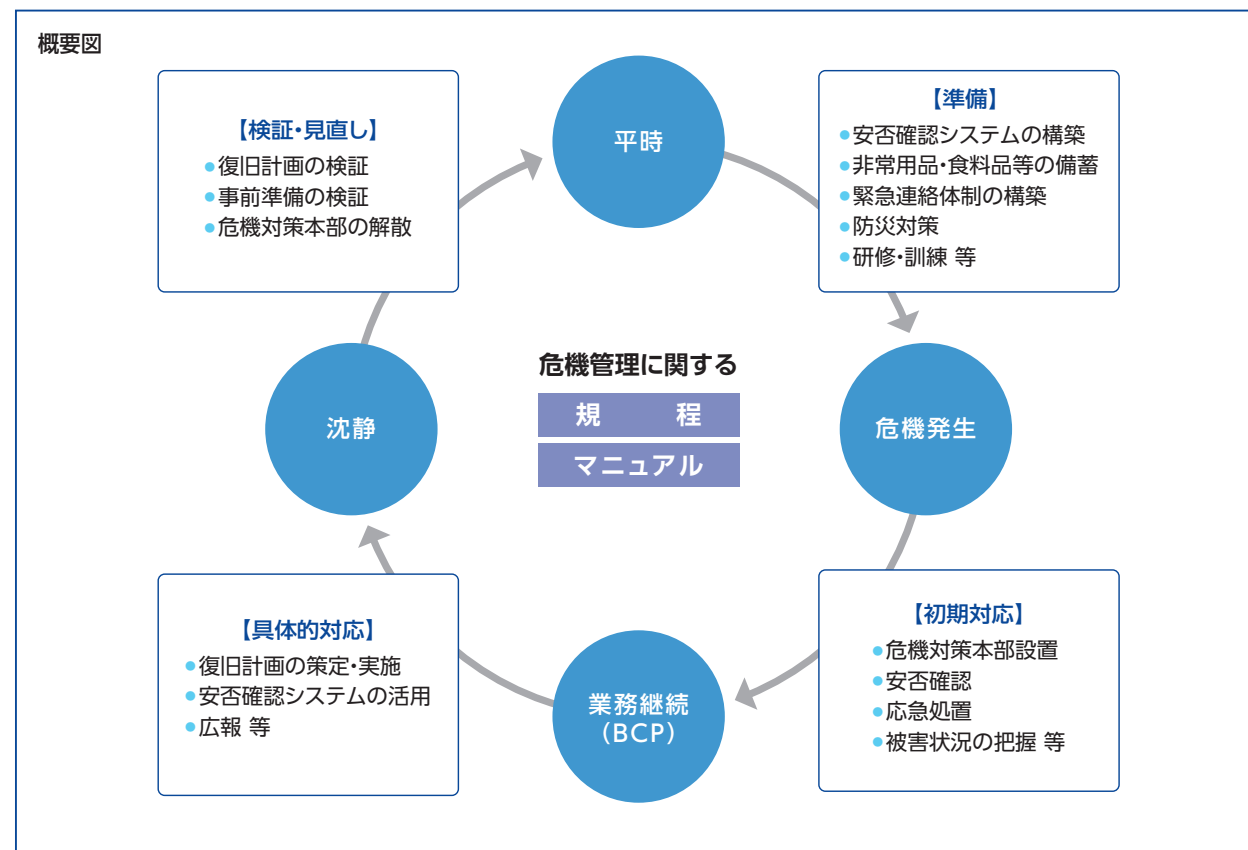 概要図
平時
【準備】
●安否確認システムの構築
●非常用品・食料品等の備蓄
●緊急連絡体制の構築
●防災対策
●研修・訓練 等
危機発生
【初期対応】
●危機対策本部設置
●安否確認
●応急処置
●被害状況の把握 等
業務継続
(BCP)
【具体的対応】
●復旧計画の策定・実施
●安否確認システムの活用
●広報 等
沈静
【検証・見直し】
●復旧計画の検証
●事前準備の検証
●危機対策本部の解散
危機管理に関する
規 程
マニュアル